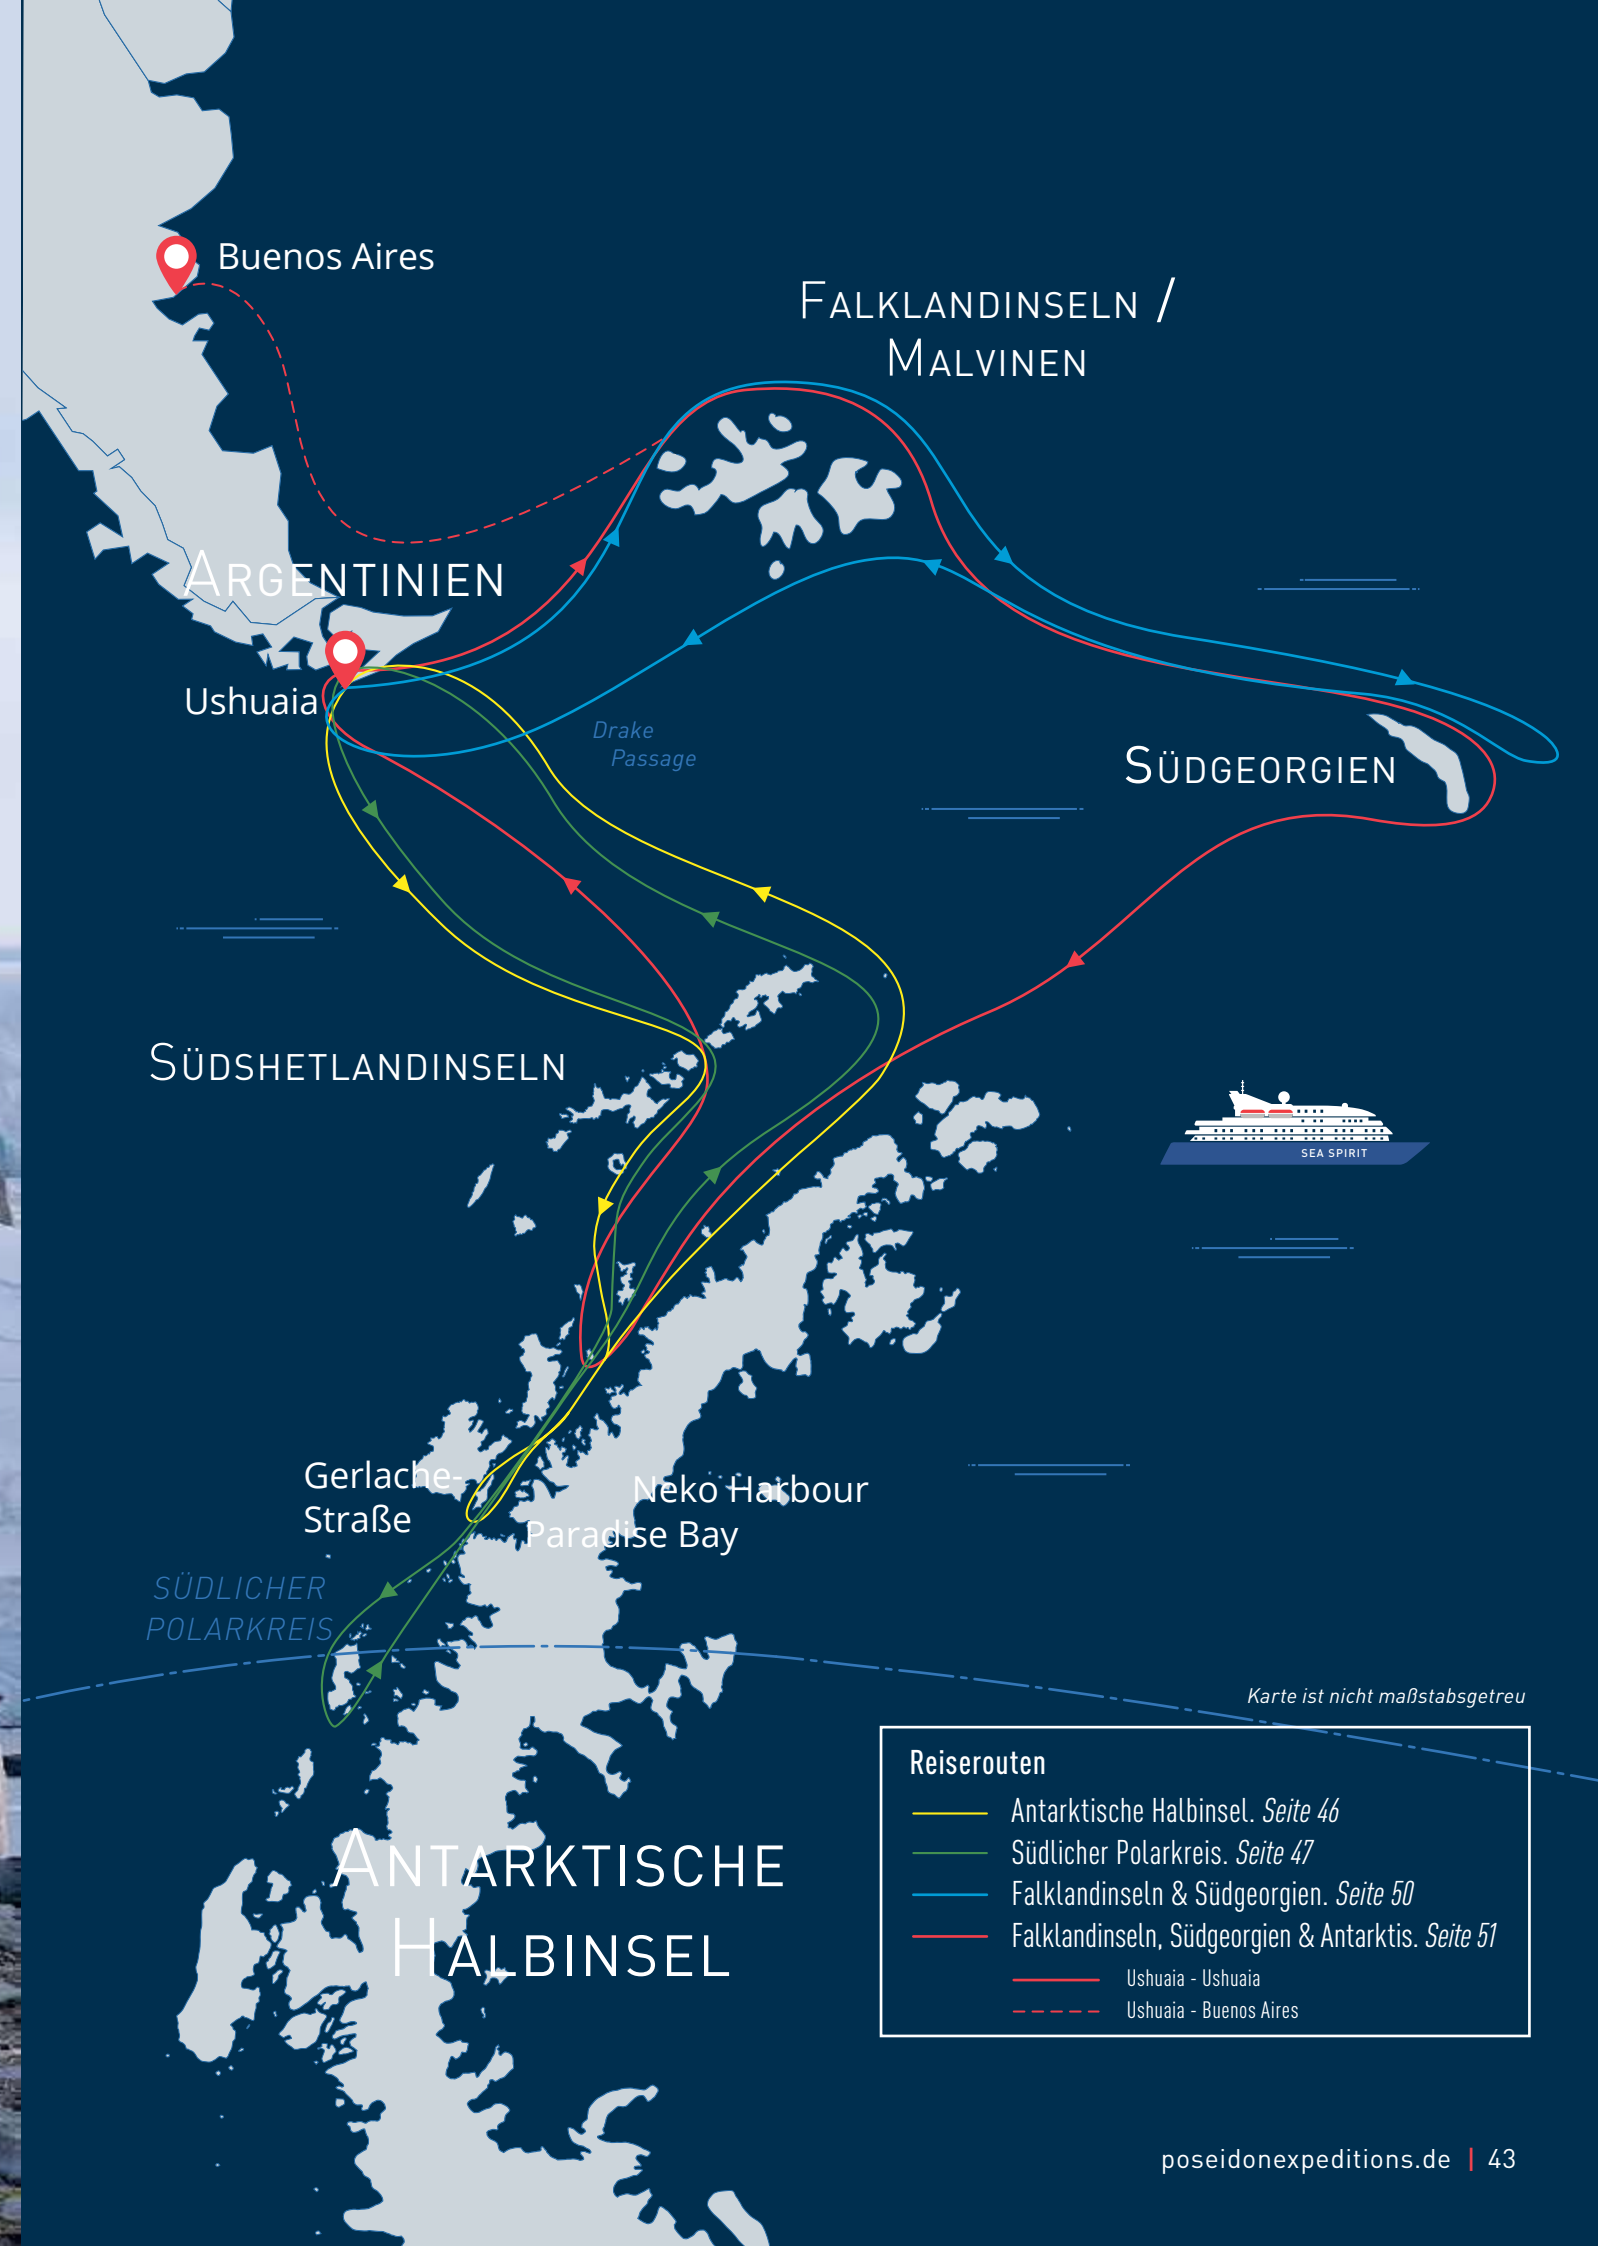 Buenos Aires
Falklandinseln /
Malvinen
Argentinien
Ushuaia
Drake
Passage
Südgeorgien
Südshetlandinseln
SEA SPIRIT
Gerlache-
Straße
Neko Harbour
Paradise Bay
SÜDLICHER
POLARKREIS
Karte ist nicht maßstabsgetreu
Reiserouten
Antarktische Halbinsel. Seite 46
Südlicher Polarkreis. Seite 47
Falklandinseln & Südgeorgien. Seite 50
Falklandinseln, Südgeorgien & Antarktis. Seite 51
Ushuaia - Ushuaia
Ushuaia - Buenos Aires
Antarktische
Halbinsel
poseidonexpeditions.de | 43